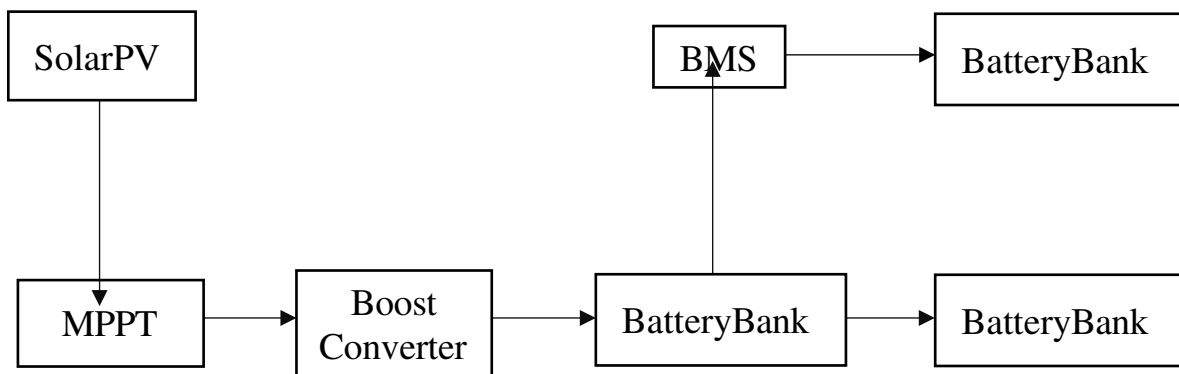 SolarPV
BMS
BatteryBank
MPPT
Boost
Converter
BatteryBank
BatteryBank